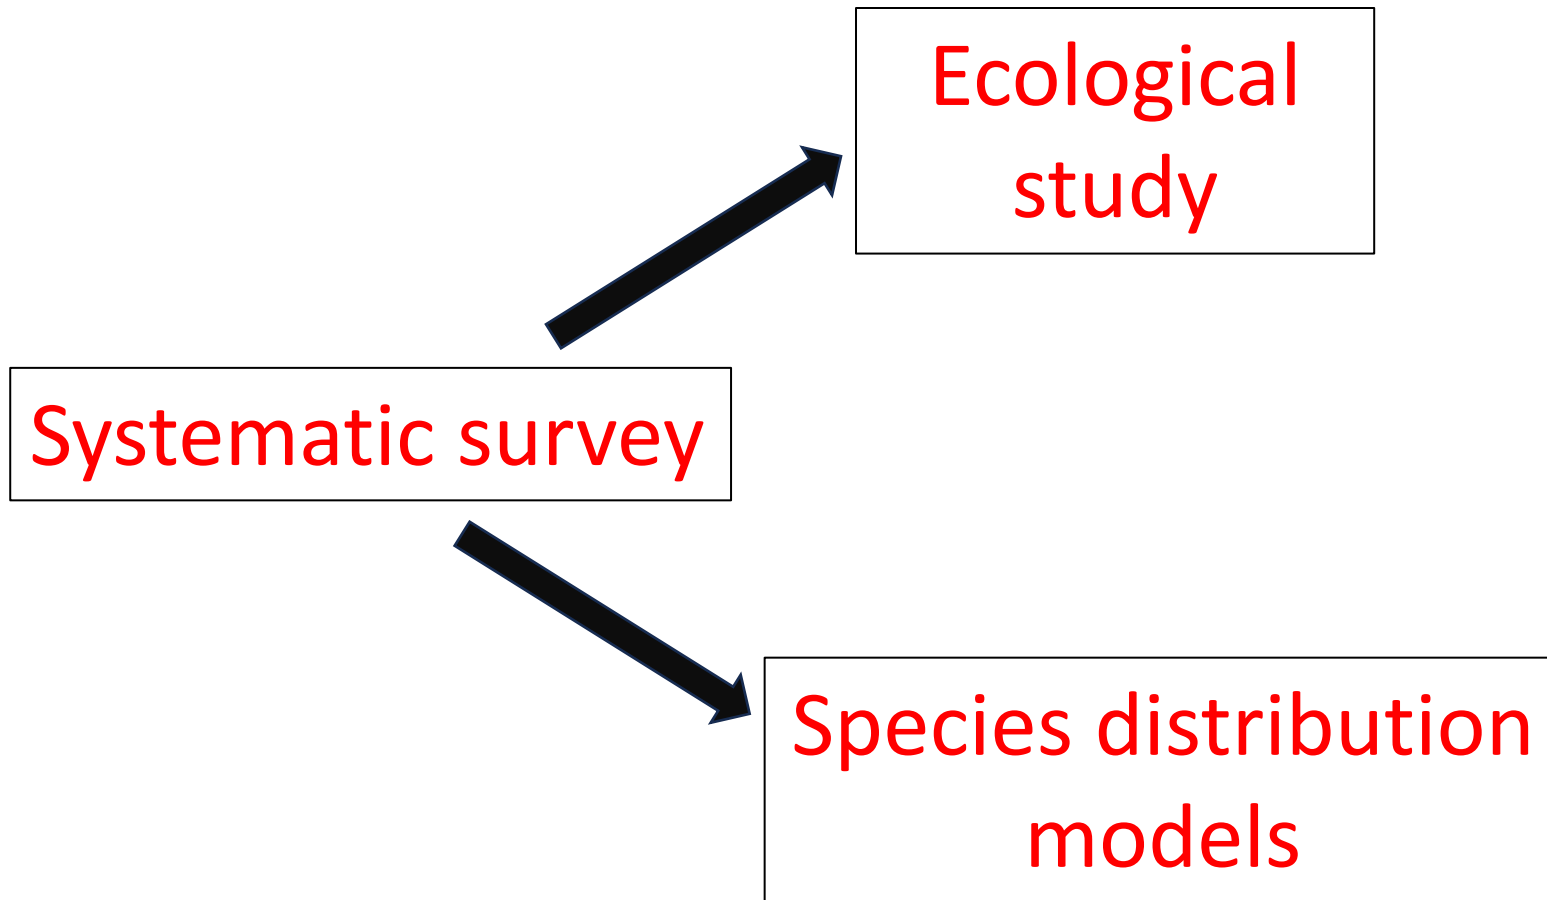 Ecological
study
Systematic survey
Species distribution
models